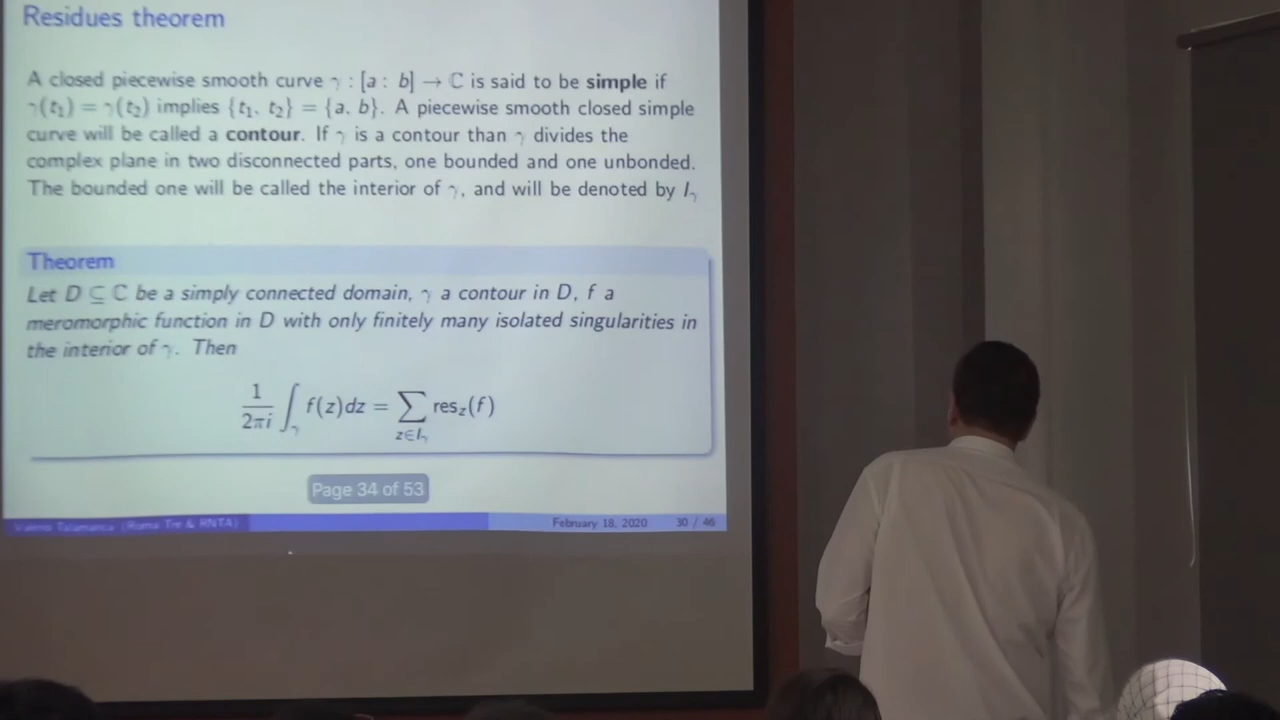 Residues theorem
A closed piecewise smooth curve γ : [a : b] → ℂ is said to be simple if
γ(t₁) = γ(t₂) implies {t₁, t₂} = {a, b}. A piecewise smooth closed simple
curve will be called a contour. If γ is a contour than γ divides the
complex plane in two disconnected parts, one bounded and one unbonded.
The bounded one will be called the interior of γ, and will be denoted by I_γ
Theorem
Let D ⊆ ℂ be a simply connected domain, γ a contour in D, f a
meromorphic function in D with only finitely many isolated singularities in
the interior of γ. Then
1/2πi ∫_γ f(z)dz = ∑_{z∈I_γ} res_z(f)
Page 34 of 53
Valerio Talamanca (Roma Tre & RNTA) February 18, 2020 30 / 46